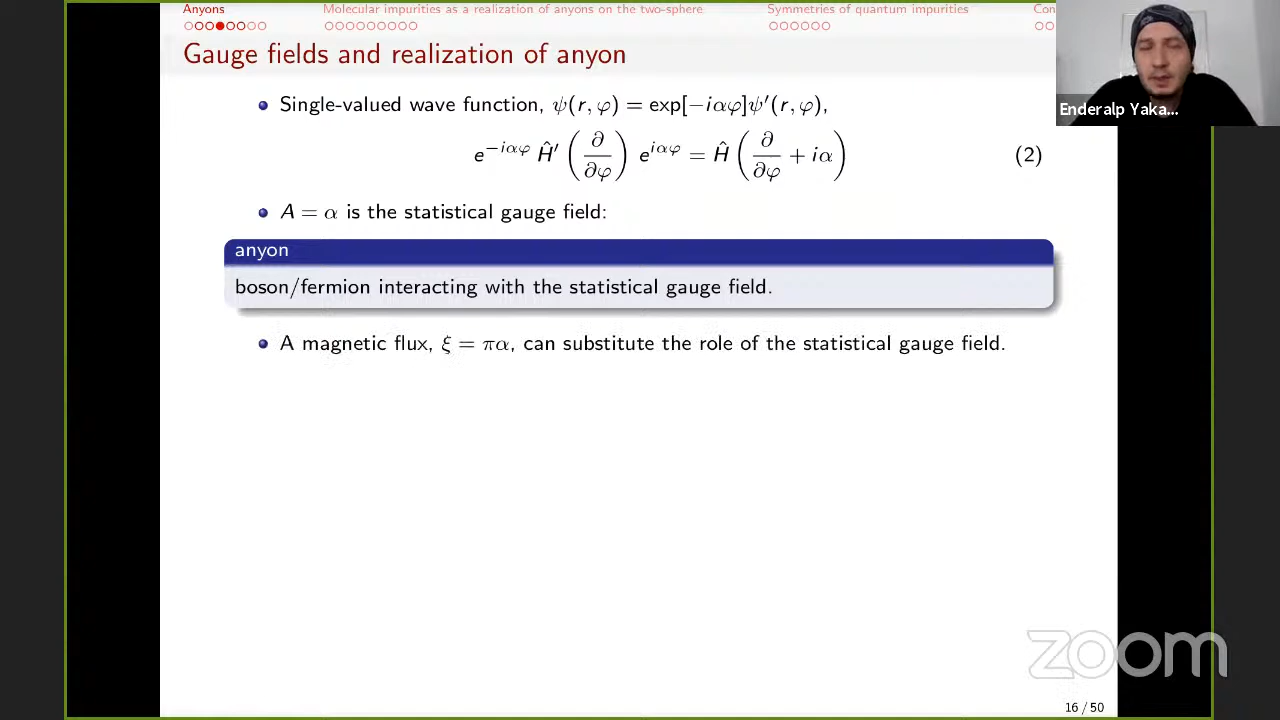 Anyons Molecular impurities as a realization of anyons on the two-sphere Symmetries of quantum impurities Con
Gauge fields and realization of anyon
Single-valued wave function, ψ(r, φ) = exp[−iαφ]ψ′(r, φ),
e^{−iαφ} Ĥ′ (∂/∂φ) e^{iαφ} = Ĥ (∂/∂φ + iα) (2)
A = α is the statistical gauge field:
anyon
boson/fermion interacting with the statistical gauge field.
A magnetic flux, ξ = πα, can substitute the role of the statistical gauge field.
Enderalp Yaka...
zoom
16 / 50